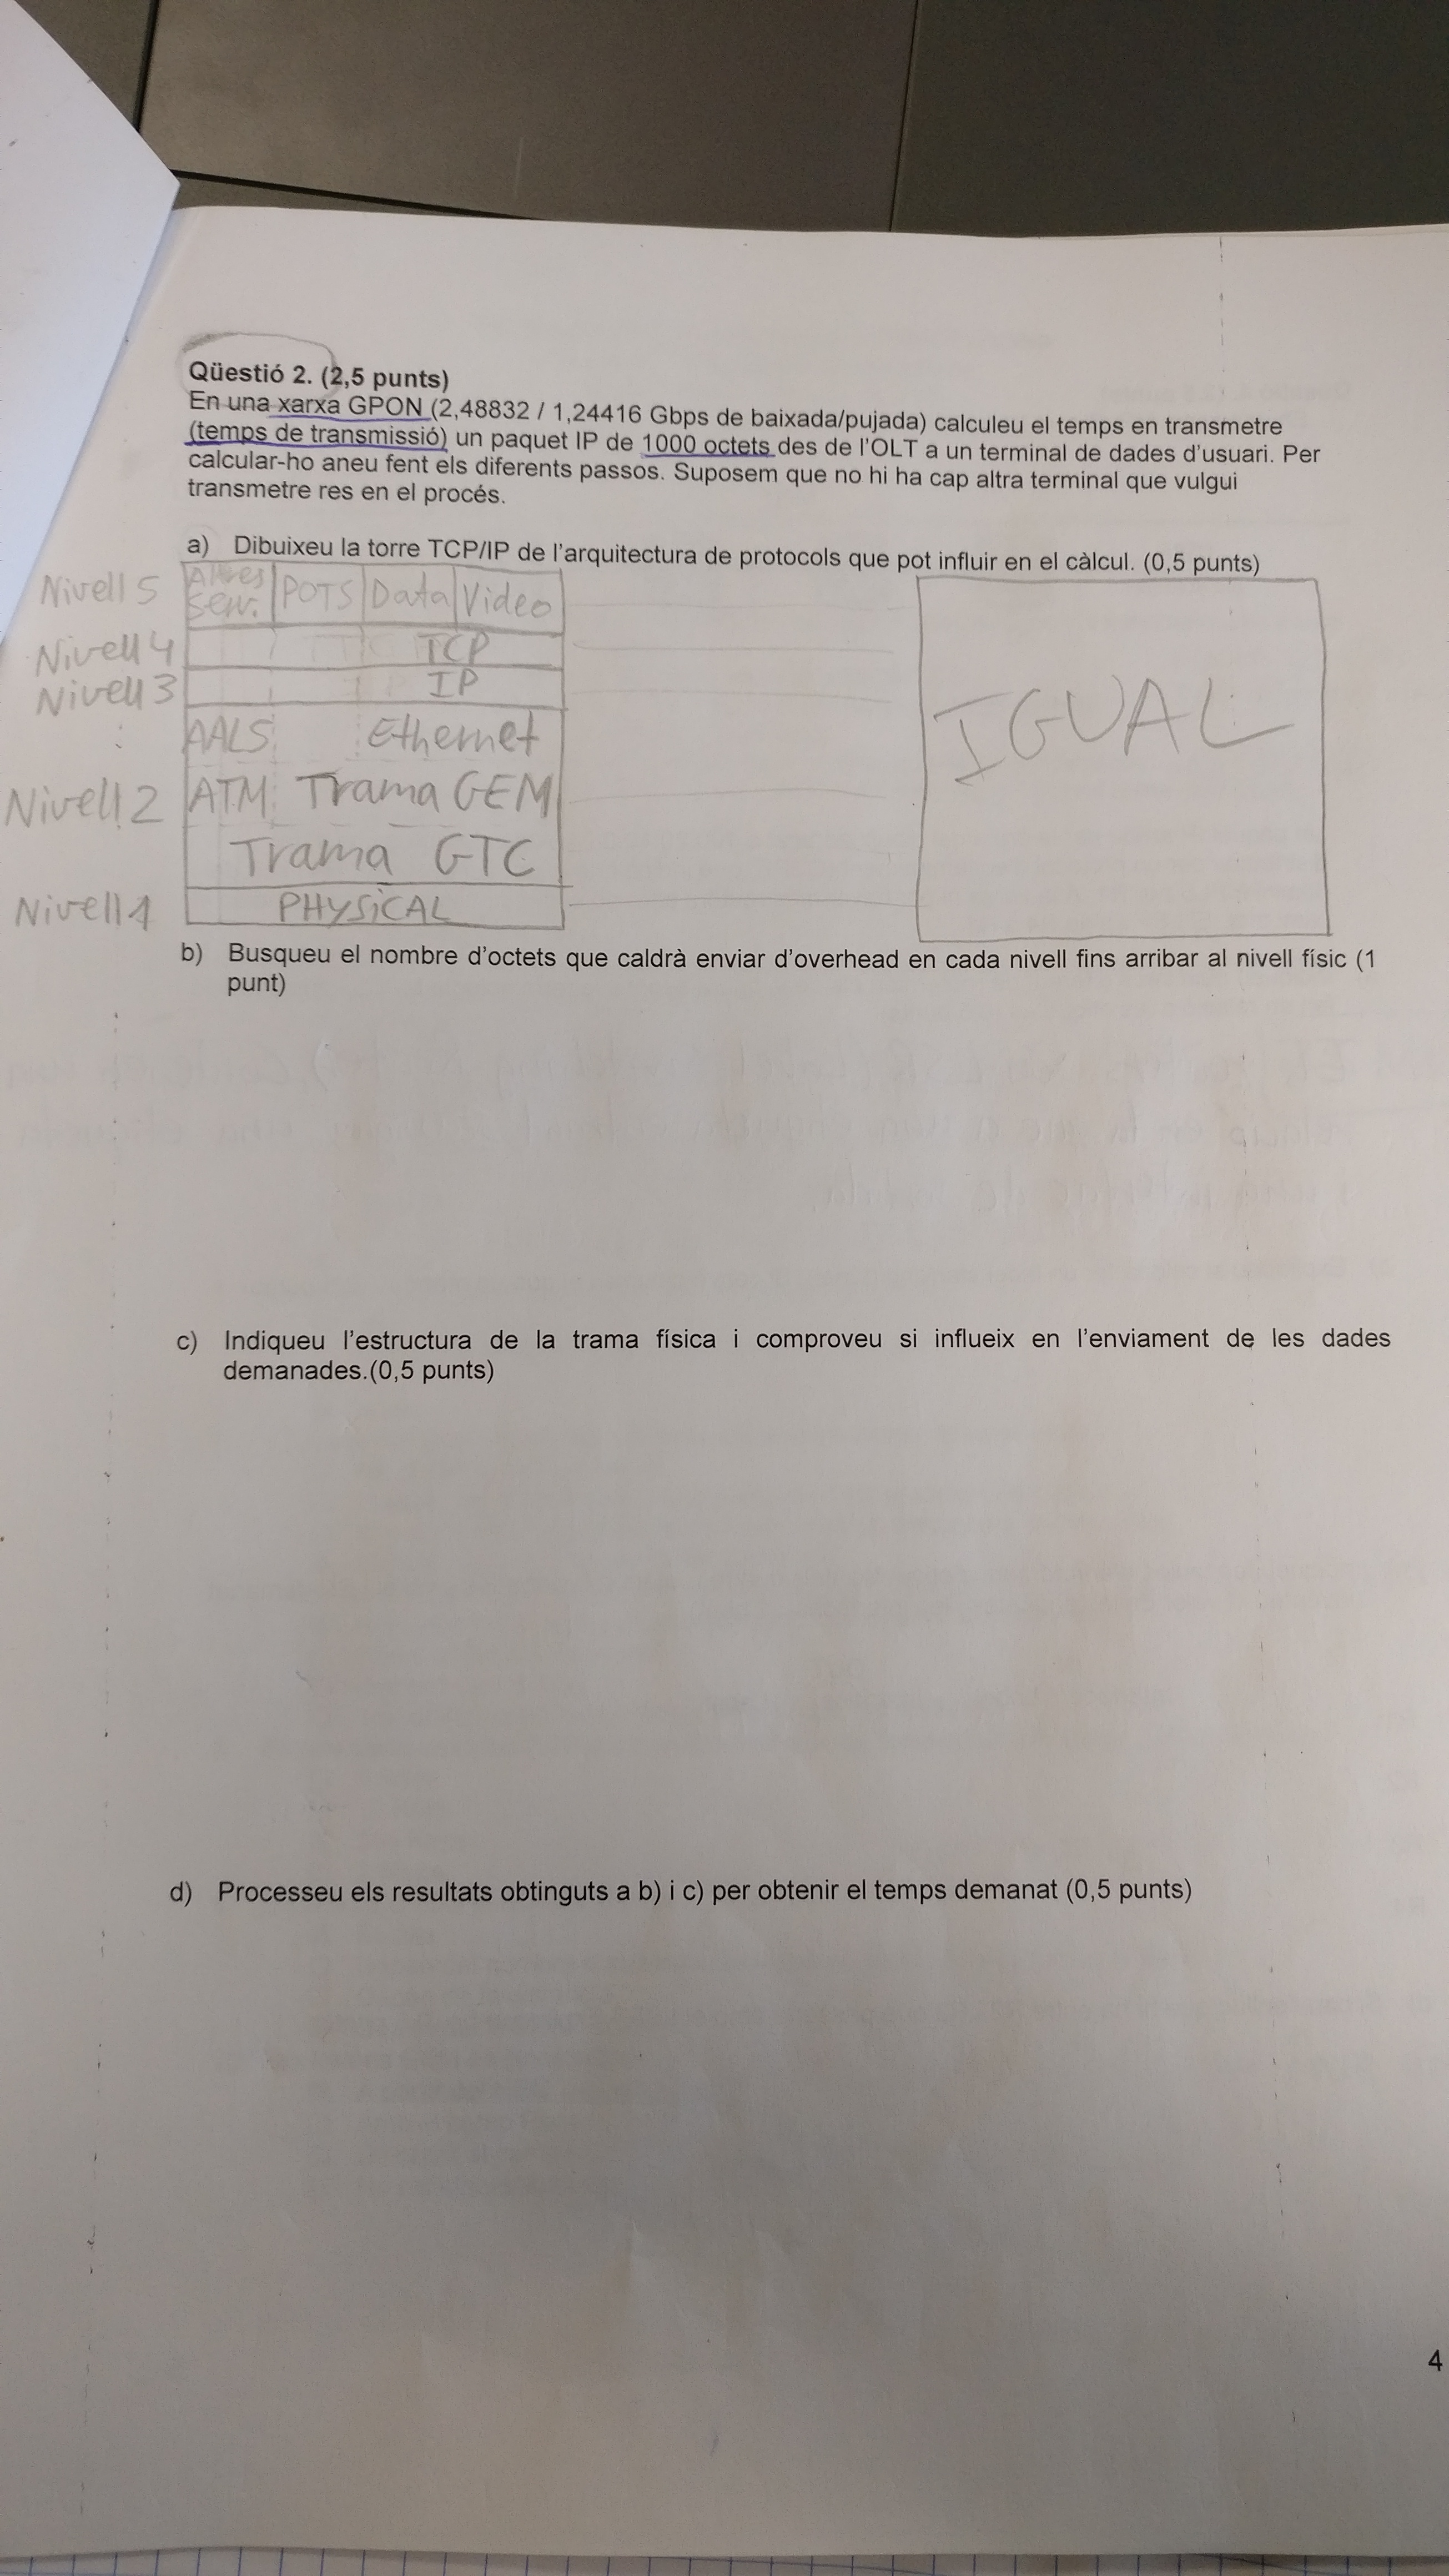 Qüestió 2. (2,5 punts)
En una xarxa GPON (2,48832 / 1,24416 Gbps de baixada/pujada) calculeu el temps en transmetre
(temps de transmissió) un paquet IP de 1000 octets des de l'OLT a un terminal de dades d'usuari. Per
calcular-ho aneu fent els diferents passos. Suposem que no hi ha cap altra terminal que vulgui
transmetre res en el procés.
a) Dibuixeu la torre TCP/IP de l'arquitectura de protocols que pot influir en el càlcul. (0,5 punts)
Nivell 5 Altres serv. POTS Data Video
Nivell 4 TCP
Nivell 3 IP
: AAL5 Ethernet
Nivell 2 ATM Trama GEM
Trama GTC
Nivell 1 PHYSICAL
IGUAL
b) Busqueu el nombre d'octets que caldrà enviar d'overhead en cada nivell fins arribar al nivell físic (1
punt)
c) Indiqueu l'estructura de la trama física i comproveu si influeix en l'enviament de les dades
demanades.(0,5 punts)
d) Processeu els resultats obtinguts a b) i c) per obtenir el temps demanat (0,5 punts)
4